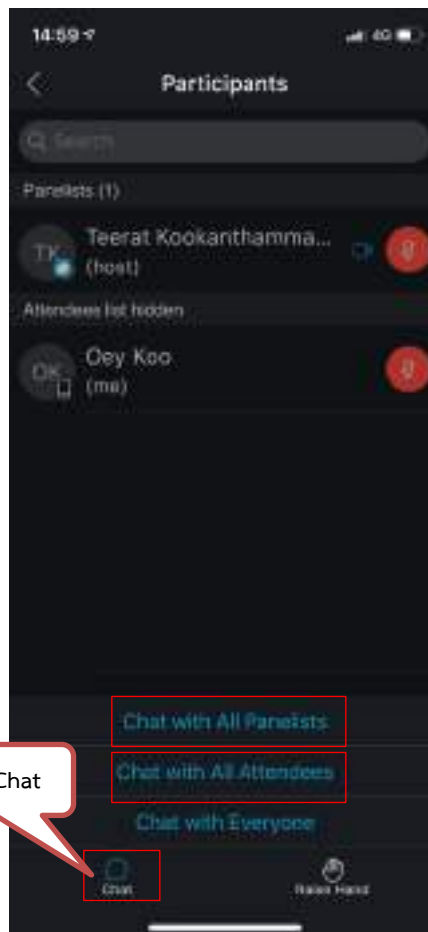 14:59 4G
Participants
Search
Panelists (1)
TK
Teerat Kookanthamma...
(host)
Attendees list hidden
OK
Oey Koo
(me)
Chat with All Panelists
Chat with All Attendees
Chat
Chat with Everyone
Chat
Raise Hand